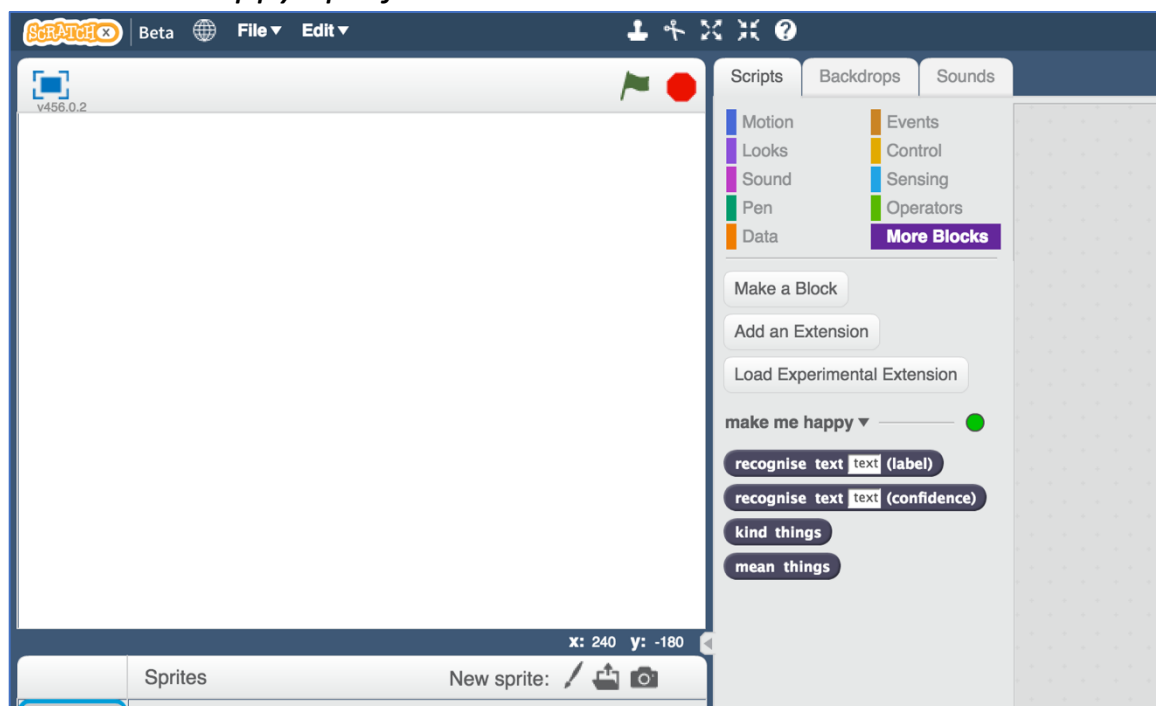 SCRATCHX Beta File Edit
v456.0.2
Scripts Backdrops Sounds
Motion Events
Looks Control
Sound Sensing
Pen Operators
Data More Blocks
Make a Block
Add an Extension
Load Experimental Extension
make me happy
recognise text text (label)
recognise text text (confidence)
kind things
mean things
x: 240 y: -180
Sprites New sprite: